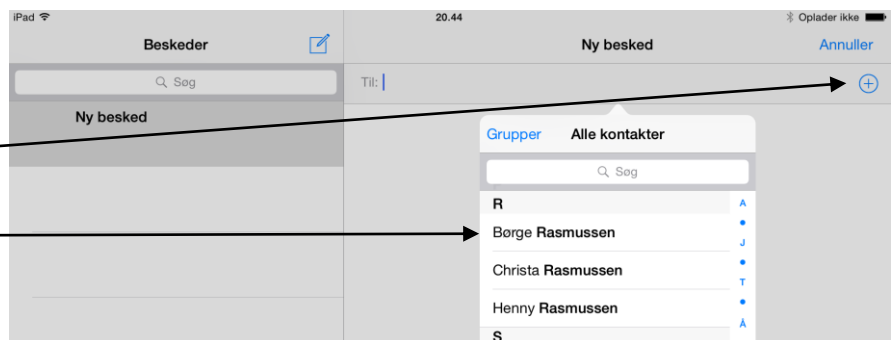 iPad 20.44 Oplader ikke
Beskeder Ny besked Annuller
Søg
Til:
Ny besked
Grupper Alle kontakter
Søg
R
Børge Rasmussen
Christa Rasmussen
Henny Rasmussen
S
A
J
T
Å